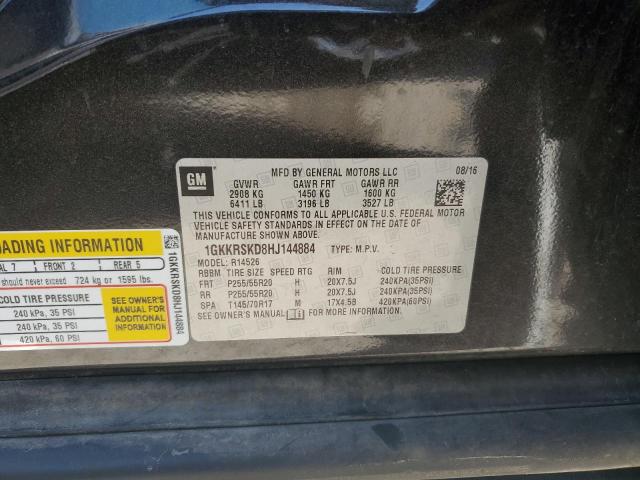 GM
MFD BY GENERAL MOTORS LLC 08/16
GVWR GAWR FRT GAWR RR
2908 KG 1450 KG 1600 KG
6411 LB 3196 LB 3527 LB
THIS VEHICLE CONFORMS TO ALL APPLICABLE U.S. FEDERAL MOTOR
VEHICLE SAFETY STANDARDS IN EFFECT ON THE DATE OF
MANUFACTURE SHOWN ABOVE.
1GKKRSKD8HJ144884 TYPE: M.P.V.
MODEL: R14526
RBBM TIRE SIZE SPEED RTG RIM COLD TIRE PRESSURE
FRT P255/55R20 H 20X7.5J 240KPA(35PSI)
RR P255/55R20 H 20X7.5J 240KPA(35PSI)
SPA T145/70R17 M 17X4.5B 420KPA(60PSI)
SEE OWNER'S MANUAL FOR MORE INFORMATION.
OADING INFORMATION
AL 7 FRONT 2 REAR 5
should never exceed 724 kg or 1595 lbs.
COLD TIRE PRESSURE
240 kPa, 35 PSI
240 kPa, 35 PSI
420 kPa, 60 PSI
SEE OWNER'S
MANUAL FOR
ADDITIONAL
INFORMATION
1GKKRSKD8HJ144884